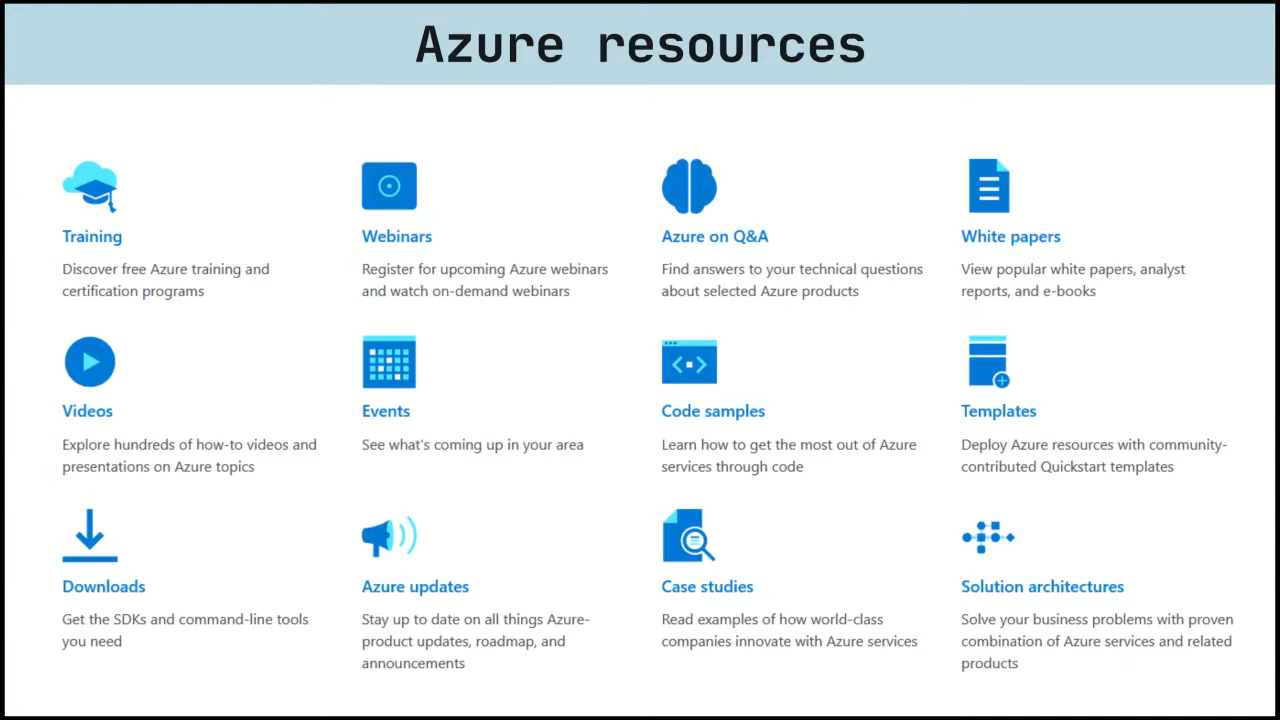 Azure resources
Training
Discover free Azure training and
certification programs
Webinars
Register for upcoming Azure webinars
and watch on-demand webinars
Azure on Q&A
Find answers to your technical questions
about selected Azure products
White papers
View popular white papers, analyst
reports, and e-books
Videos
Explore hundreds of how-to videos and
presentations on Azure topics
Events
See what's coming up in your area
Code samples
Learn how to get the most out of Azure
services through code
Templates
Deploy Azure resources with community-
contributed Quickstart templates
Downloads
Get the SDKs and command-line tools
you need
Azure updates
Stay up to date on all things Azure-
product updates, roadmap, and
announcements
Case studies
Read examples of how world-class
companies innovate with Azure services
Solution architectures
Solve your business problems with proven
combination of Azure services and related
products